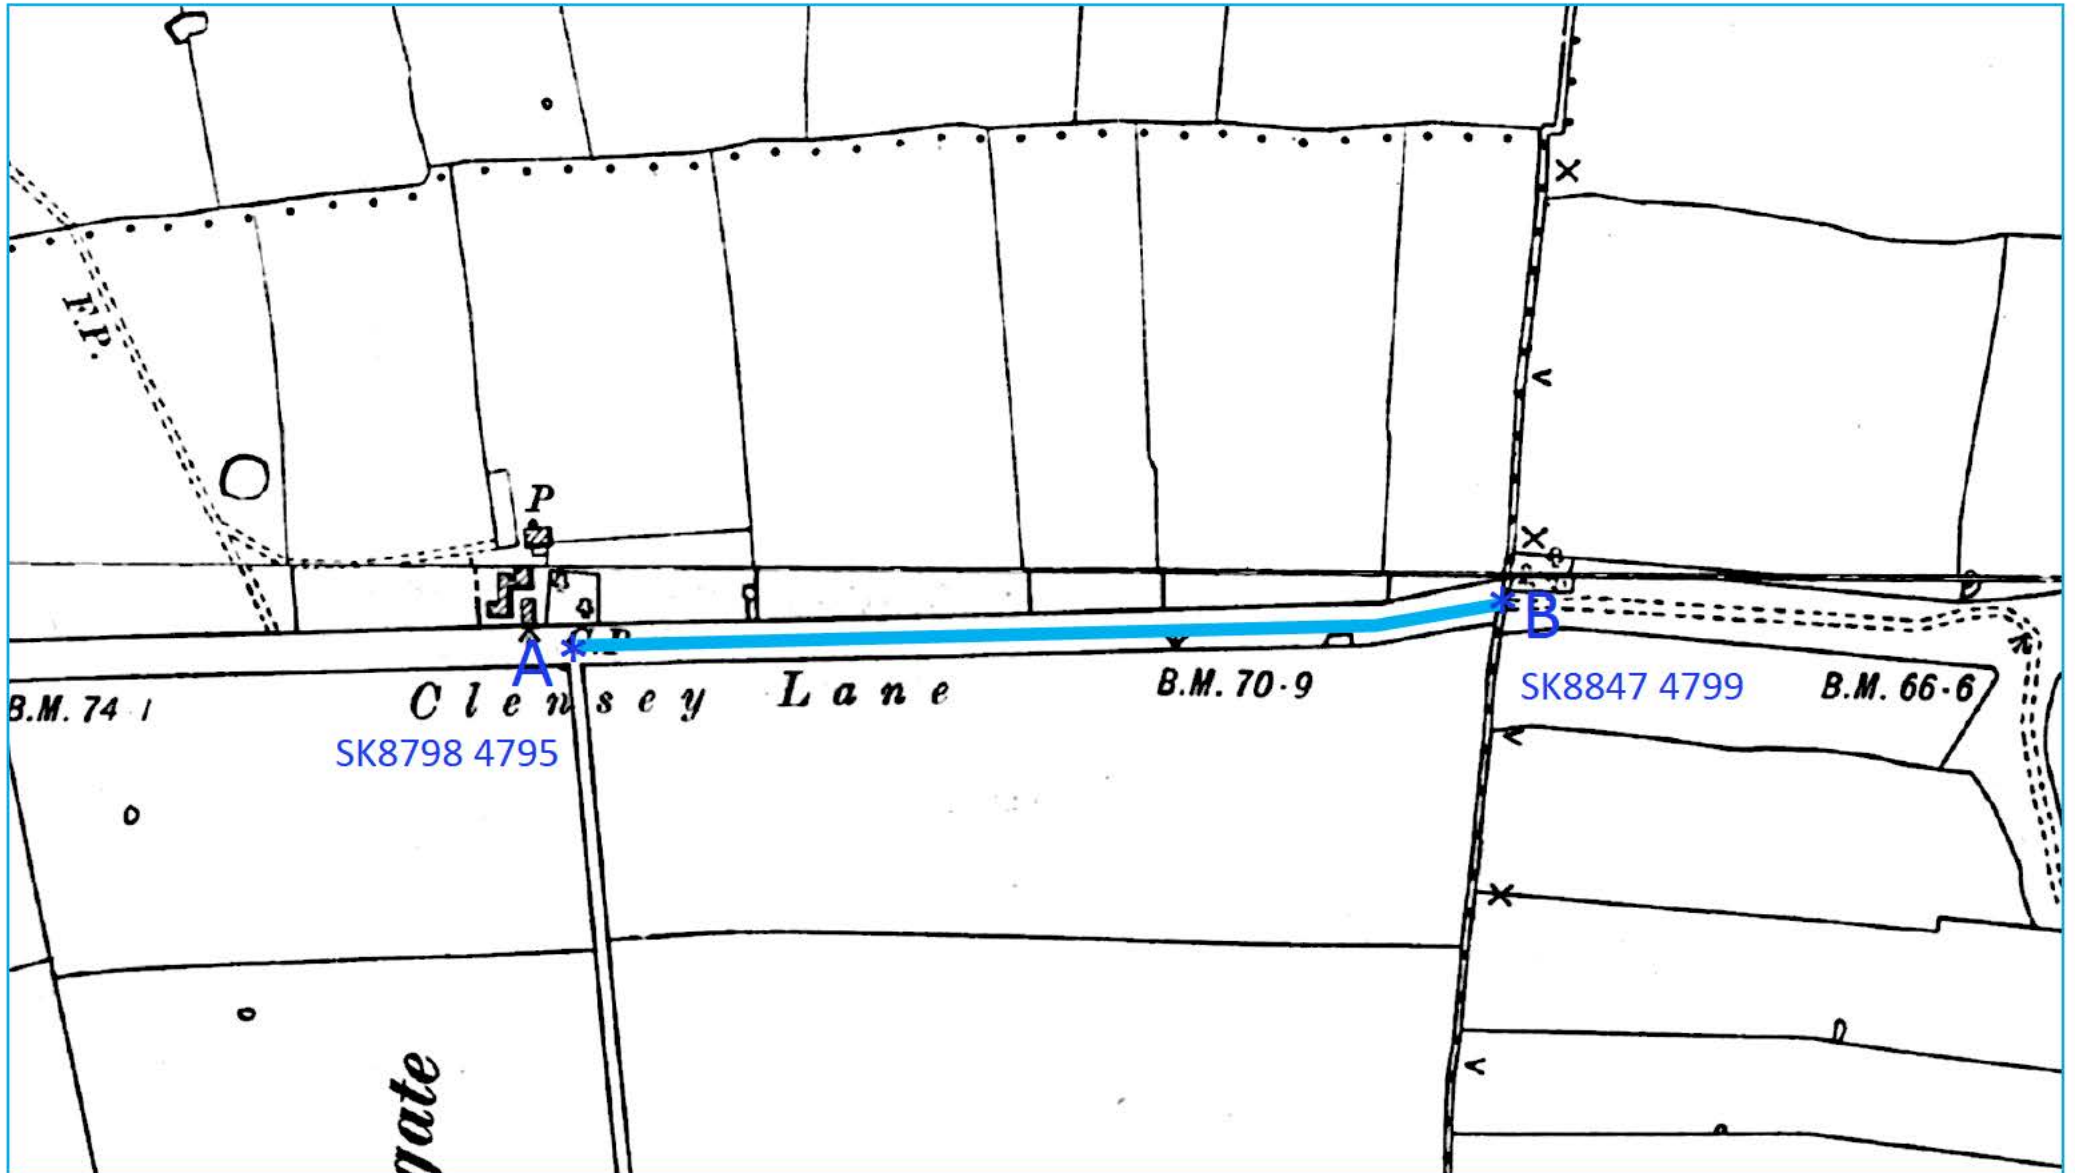 F.P.
P
A
B
Clensey Lane
B.M. 74·1
B.M. 70·9
SK8847 4799
B.M. 66·6
SK8798 4795
gate